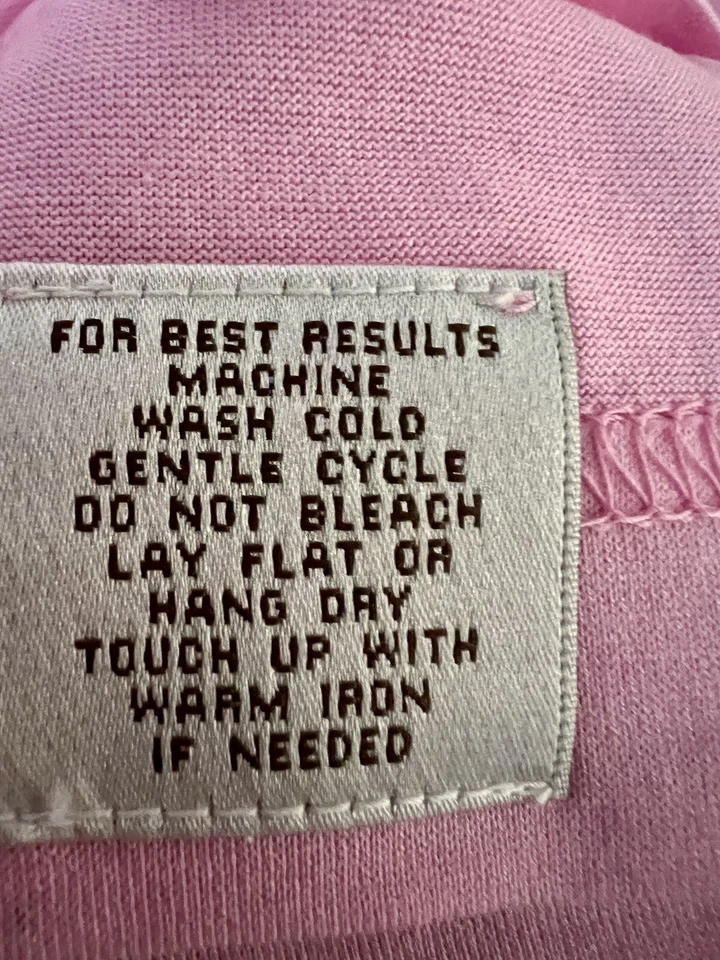 FOR BEST RESULTS
MACHINE
WASH COLD
GENTLE CYCLE
DO NOT BLEACH
LAY FLAT OR
HANG DRY
TOUCH UP WITH
WARM IRON
IF NEEDED